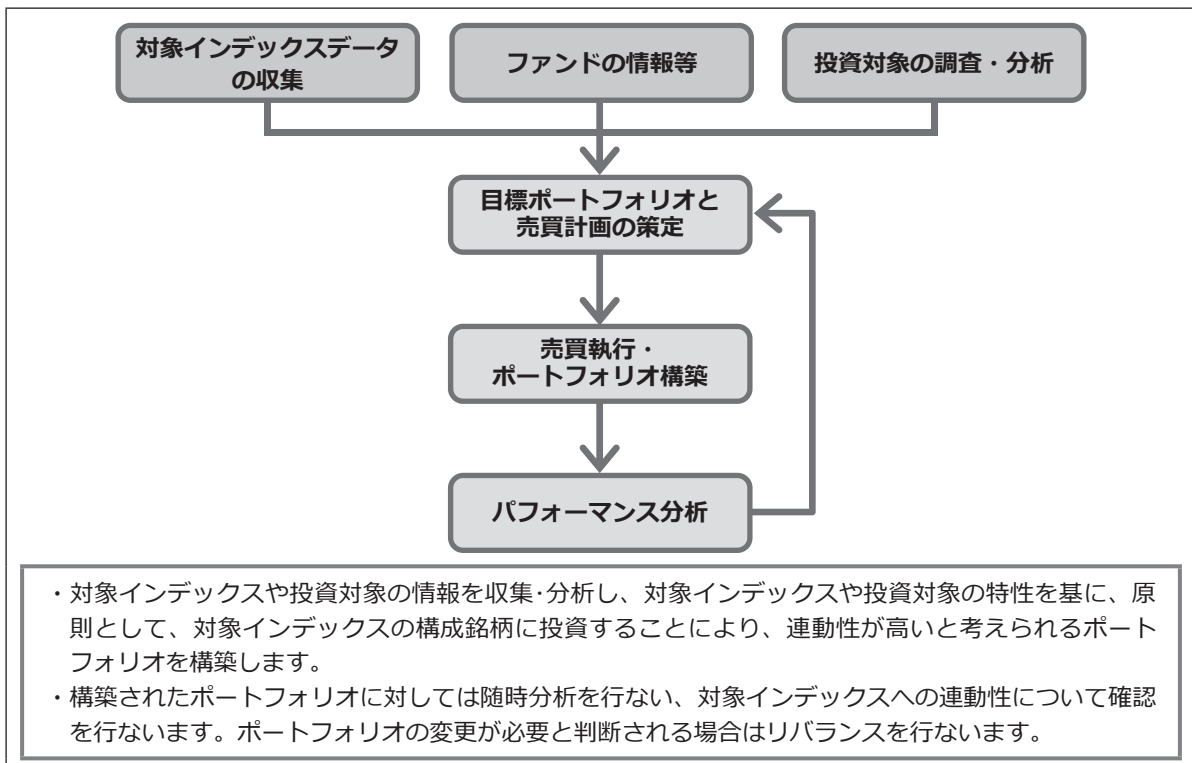 対象インデックスデータ
の収集
ファンドの情報等
投資対象の調査・分析
目標ポートフォリオと
売買計画の策定
売買執行・
ポートフォリオ構築
パフォーマンス分析
・対象インデックスや投資対象の情報を収集・分析し、対象インデックスや投資対象の特性を基に、原
則として、対象インデックスの構成銘柄に投資することにより、連動性が高いと考えられるポート
フォリオを構築します。
・構築されたポートフォリオに対しては随時分析を行ない、対象インデックスへの連動性について確認
を行ないます。ポートフォリオの変更が必要と判断される場合はリバランスを行ないます。